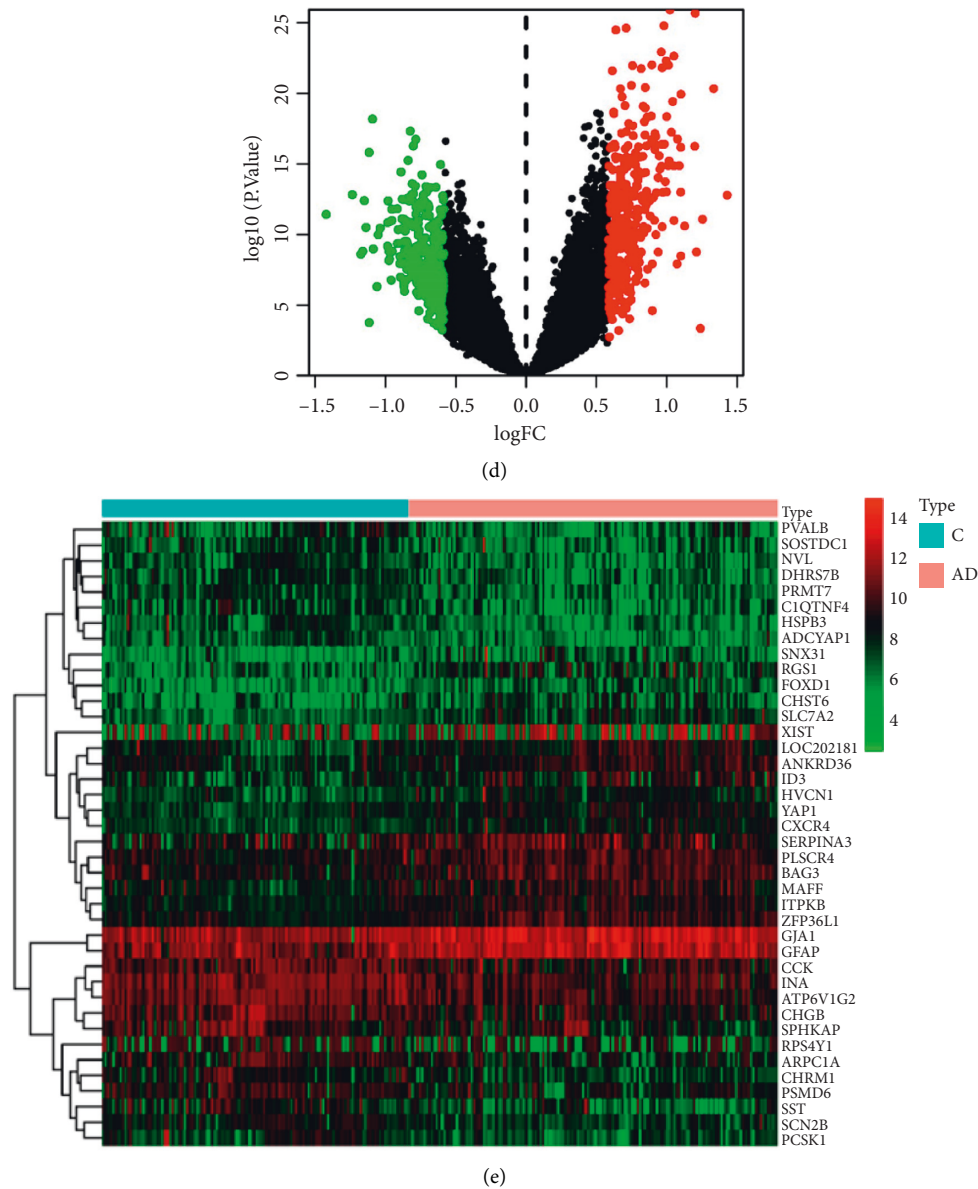 25
20
15
10
5
0
log10 (P.Value)
−1.5 −1.0 −0.5 0.0 0.5 1.0 1.5
logFC
(d)
Type
PVALB
SOSTDC1
NVL
DHRS7B
PRMT7
C1QTNF4
HSPB3
ADCYAP1
SNX31
RGS1
FOXD1
CHST6
SLC7A2
XIST
LOC202181
ANKRD36
ID3
HVCN1
YAP1
CXCR4
SERPINA3
PLSCR4
BAG3
MAFF
ITPKB
ZFP36L1
GJA1
GFAP
CCK
INA
ATP6V1G2
CHGB
SPHKAP
RPS4Y1
ARPC1A
CHRM1
PSMD6
SST
SCN2B
PCSK1
14
12
10
8
6
4
Type
C
AD
(e)